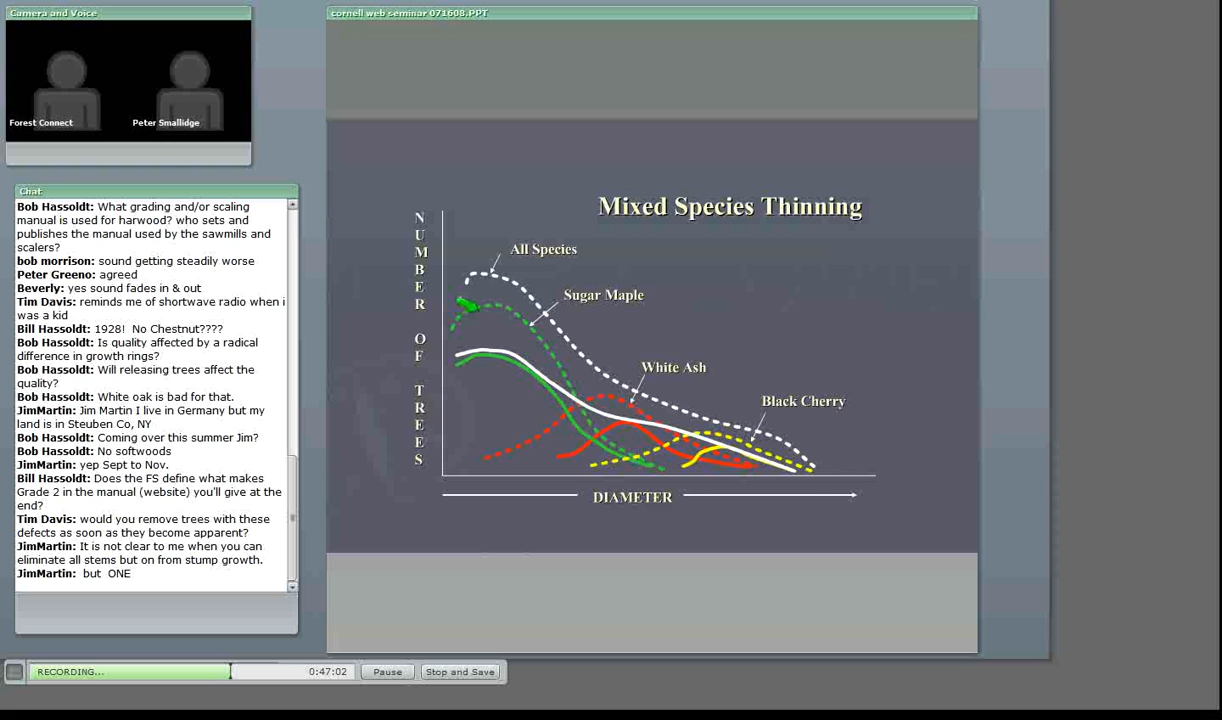 Camera and Voice
Forest Connect
Peter Smallidge
Chat
Bob Hassoldt: What grading and/or scaling
manual is used for harwood? who sets and
publishes the manual used by the sawmills and
scalers?
bob morrison: sound getting steadily worse
Peter Greno: agreed
Beverly: yes sound fades in & out
Tim Davis: reminds me of shortwave radio when i
was a kid
Bill Hassoldt: 1928! No Chestnut????
Bob Hassoldt: Is quality affected by a radical
difference in growth rings?
Bob Hassoldt: Will releasing trees affect the
quality?
Bob Hassoldt: White oak is bad for that.
JimMartin: Jim Martin I live in Germany but my
land is in Steuben Co, NY
Bob Hassoldt: Coming over this summer Jim?
Bob Hassoldt: No softwoods
JimMartin: yep Sept to Nov.
Bill Hassoldt: Does the FS define what makes
Grade 2 in the manual (website) you'll give at the
end?
Tim Davis: would you remove trees with these
defects as soon as they become apparent?
JimMartin: It is not clear to me when you can
eliminate all stems but on from stump growth.
JimMartin: but ONE
RECORDING...
0:47:02
Pause
Stop and Save
cornell web seminar 071608.PPT
Mixed Species Thinning
NUMBER OF TREES
All Species
Sugar Maple
White Ash
Black Cherry
DIAMETER